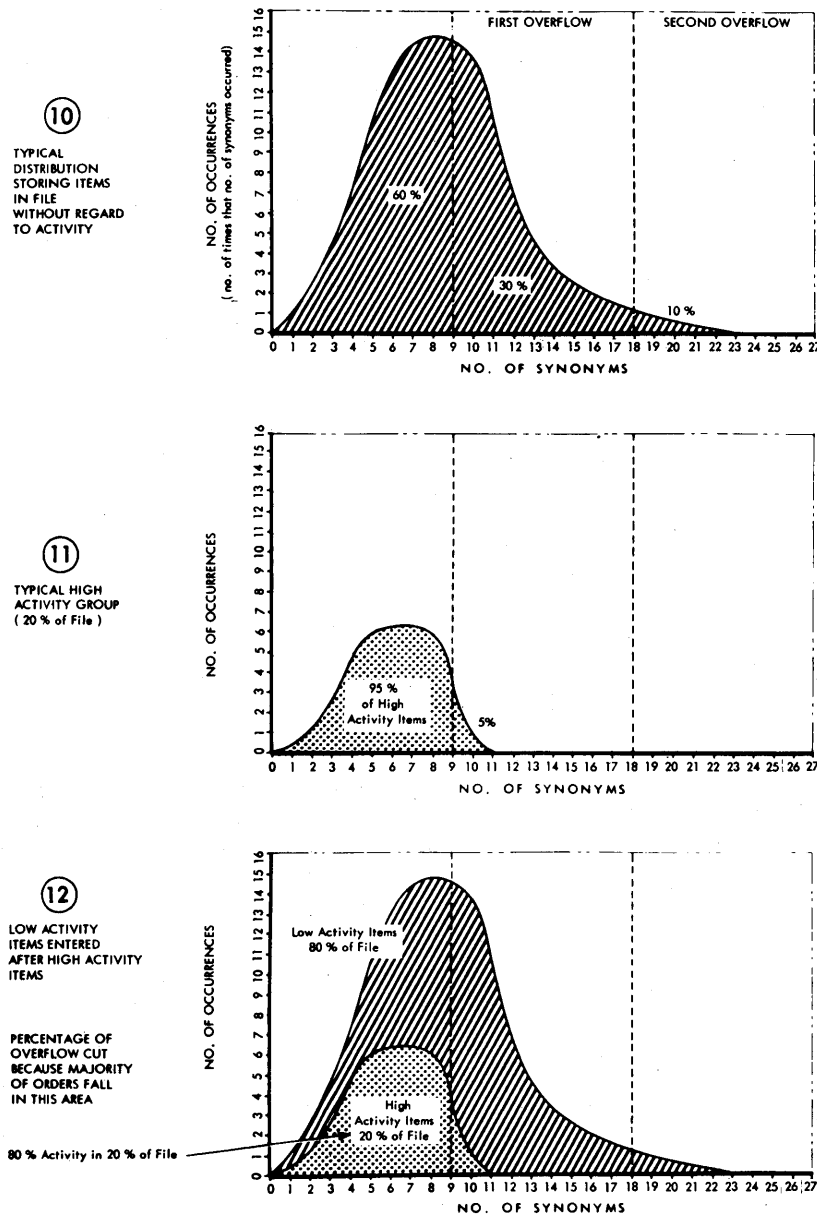 10
TYPICAL
DISTRIBUTION
STORING ITEMS
IN FILE
WITHOUT REGARD
TO ACTIVITY
NO. OF OCCURRENCES
(no. of times that no. of synonyms occurred)
16
15
14
13
12
11
10
9
8
7
6
5
4
3
2
1
0
FIRST OVERFLOW
SECOND OVERFLOW
60 %
30 %
10 %
0 1 2 3 4 5 6 7 8 9 10 11 12 13 14 15 16 17 18 19 20 21 22 23 24 25 26 27
NO. OF SYNONYMS
11
TYPICAL HIGH
ACTIVITY GROUP
( 20 % of File )
NO. OF OCCURRENCES
16
15
14
13
12
11
10
9
8
7
6
5
4
3
2
1
0
95 %
of High
Activity Items
5%
0 1 2 3 4 5 6 7 8 9 10 11 12 13 14 15 16 17 18 19 20 21 22 23 24 25 26 27
NO. OF SYNONYMS
12
LOW ACTIVITY
ITEMS ENTERED
AFTER HIGH ACTIVITY
ITEMS
PERCENTAGE OF
OVERFLOW CUT
BECAUSE MAJORITY
OF ORDERS FALL
IN THIS AREA
80 % Activity in 20 % of File
NO. OF OCCURRENCES
16
15
14
13
12
11
10
9
8
7
6
5
4
3
2
1
0
Low Activity Items
80 % of File
High
Activity Items
20 % of File
0 1 2 3 4 5 6 7 8 9 10 11 12 13 14 15 16 17 18 19 20 21 22 23 24 25 26 27
NO. OF SYNONYMS